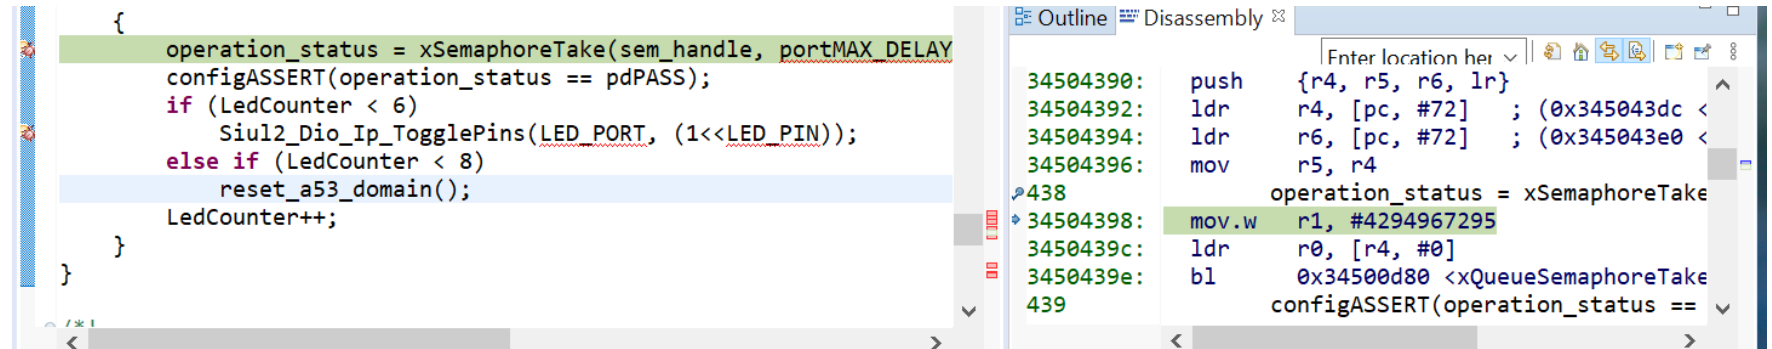 {
operation_status = xSemaphoreTake(sem_handle, portMAX_DELAY
configASSERT(operation_status == pdPASS);
if (LedCounter < 6)
Siul2_Dio_Ip_TogglePins(LED_PORT, (1<<LED_PIN));
else if (LedCounter < 8)
reset_a53_domain();
LedCounter++;
}
}
/*!
Outline Disassembly
Enter location her
34504390: push {r4, r5, r6, lr}
34504392: ldr r4, [pc, #72] ; (0x345043dc <
34504394: ldr r6, [pc, #72] ; (0x345043e0 <
34504396: mov r5, r4
438 operation_status = xSemaphoreTake
34504398: mov.w r1, #4294967295
3450439c: ldr r0, [r4, #0]
3450439e: bl 0x34500d80 <xQueueSemaphoreTake
439 configASSERT(operation_status ==